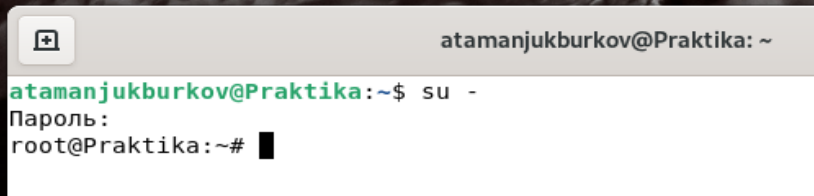 atamanjukburkov@Praktika: ~
atamanjukburkov@Praktika:~$ su -
Пароль:
root@Praktika:~#